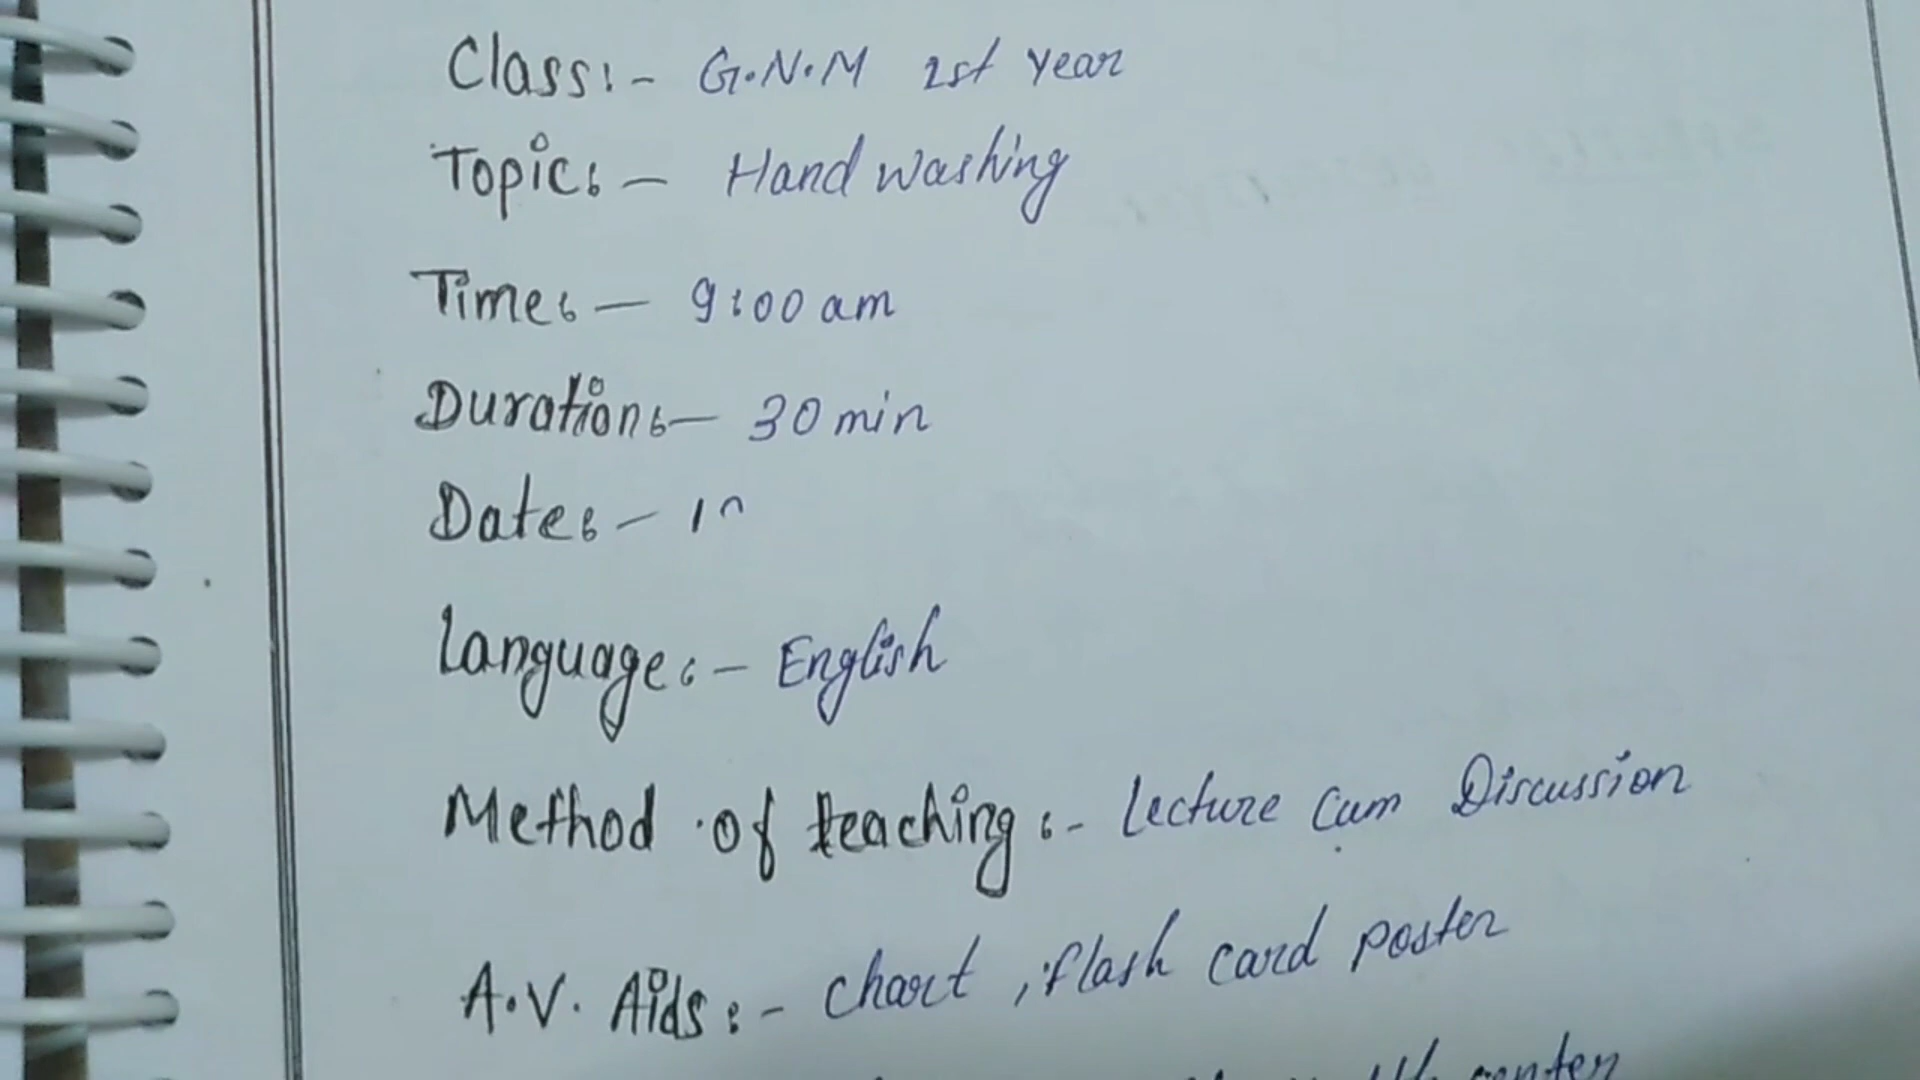 Class:- G.N.M 1st Year
Topic:- Hand Washing
Time:- 9:00 am
Duration:- 30 min
Date:-
Language:- English
Method of teaching:- Lecture Cum Discussion
A.V. Aids:- Chart, flash card poster
center